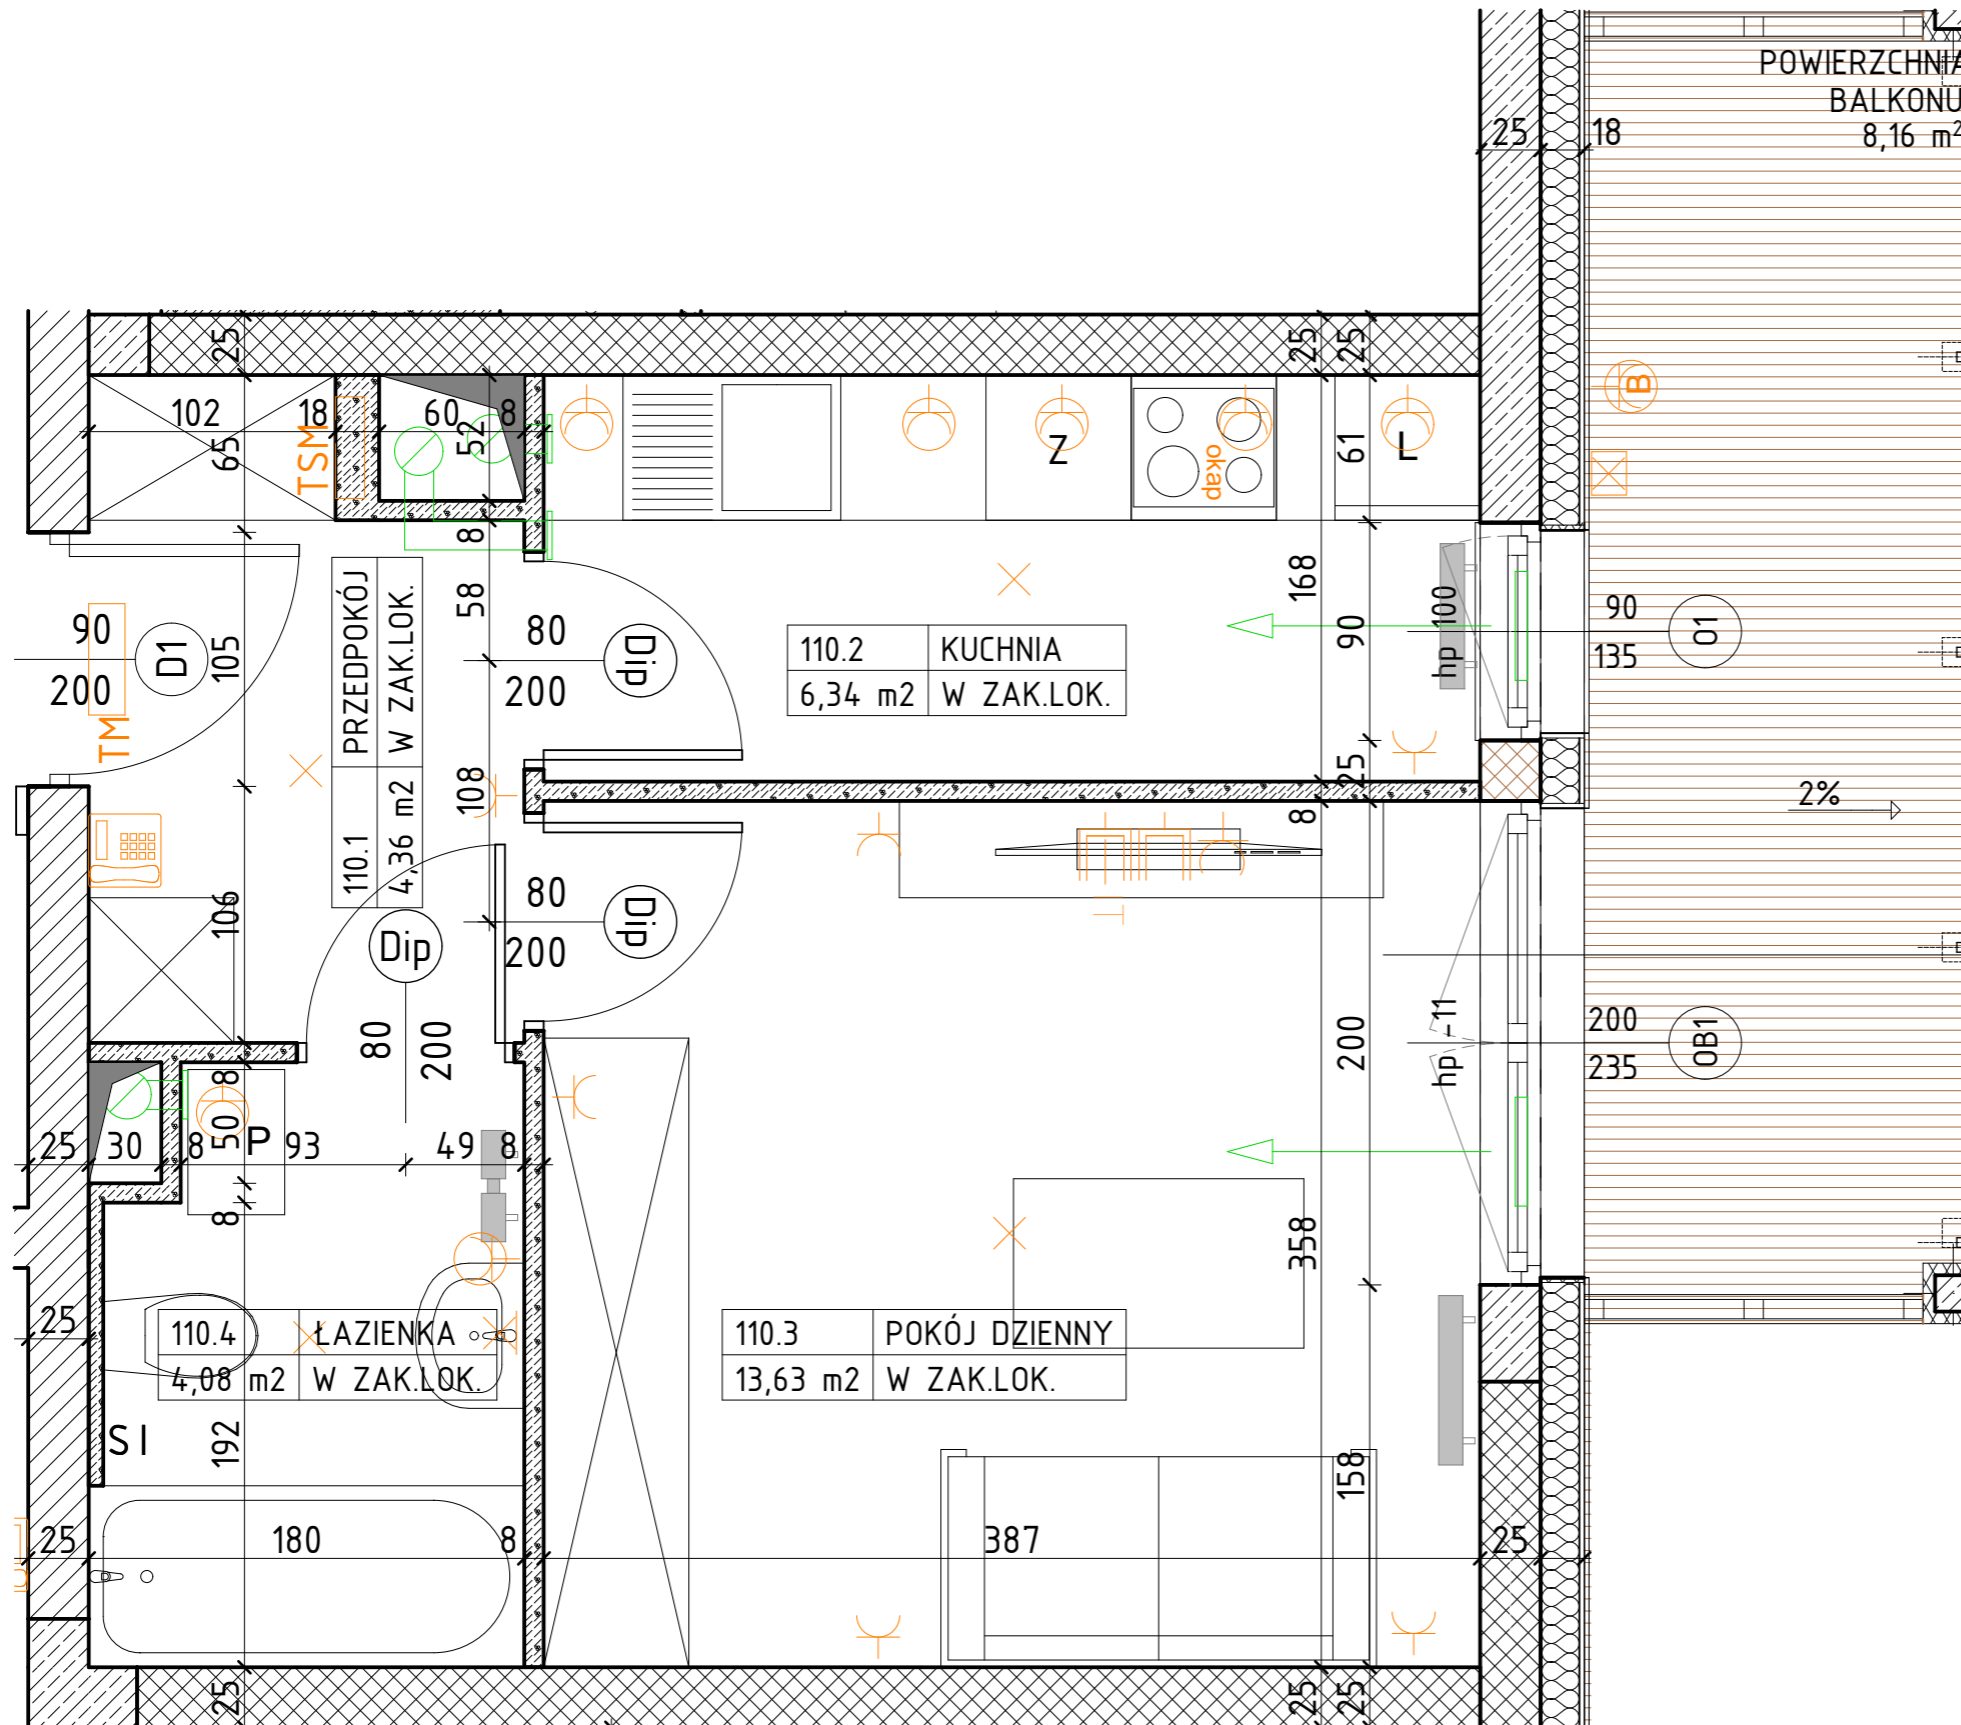 POWIERZCHNIA
BALKONU
8,16 m²
25
18
25
25
25
102
18
60
8
65
TSM
52
Z
okap
61
L
B
8
58
168
90
hp 100
90
135
O1
90
200
D1
TM
105
PRZEDPOKÓJ
W ZAK.LOK.
110.1
4,36 m2
80
200
Dip
110.2
KUCHNIA
6,34 m2
W ZAK.LOK.
108
25
8
2%
106
80
200
Dip
Dip
80
200
200
hp -11
200
235
OB1
25
30
8
8
50
P
93
49
8
8
358
25
110.4
ŁAZIENKA
4,08 m2
W ZAK.LOK.
110.3
POKÓJ DZIENNY
13,63 m2
W ZAK.LOK.
SI
192
158
25
180
8
387
25
25
25
25